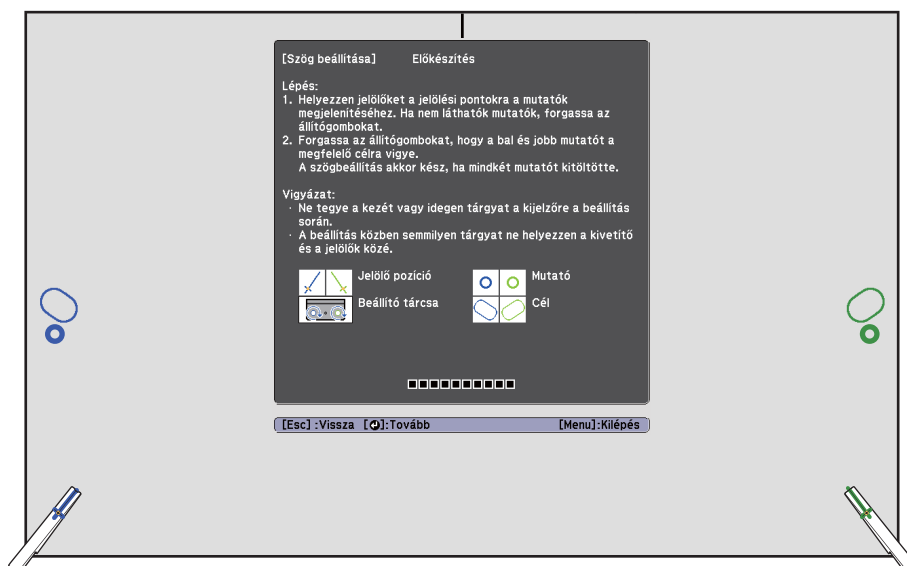 [Szög beállítása] Előkészítés
Lépés:
1. Helyezzen jelölőket a jelölési pontokra a mutatók
megjelenítéséhez. Ha nem láthatók mutatók, forgassa az
állítógombokat.
2. Forgassa az állítógombokat, hogy a bal és jobb mutatót a
megfelelő célra vigye.
A szögbeállítás akkor kész, ha mindkét mutatót kitöltötte.
Vigyázat:
· Ne tegye a kezét vagy idegen tárgyat a kijelzőre a beállítás
során.
· A beállítás közben semmilyen tárgyat ne helyezzen a kivetítő
és a jelölők közé.
Jelölő pozíció Mutató
Beállító tárcsa Cél
[Esc] :Vissza [⏎]:Tovább [Menu]:Kilépés